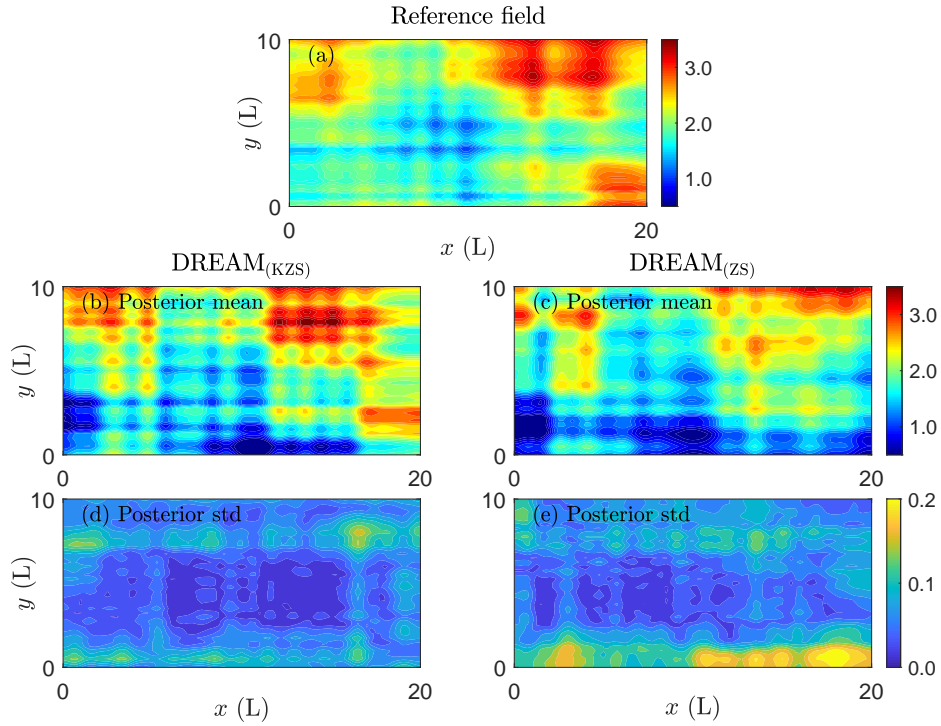 Reference field
10
(a)
y (L)
0
0
20
x (L)
3.0
2.0
1.0
DREAM(KZS)
DREAM(ZS)
10
(b) Posterior mean
y (L)
0
0
20
10
(c) Posterior mean
0
0
20
3.0
2.0
1.0
10
(d) Posterior std
y (L)
0
0
20
x (L)
10
(e) Posterior std
0
0
20
x (L)
0.2
0.1
0.0